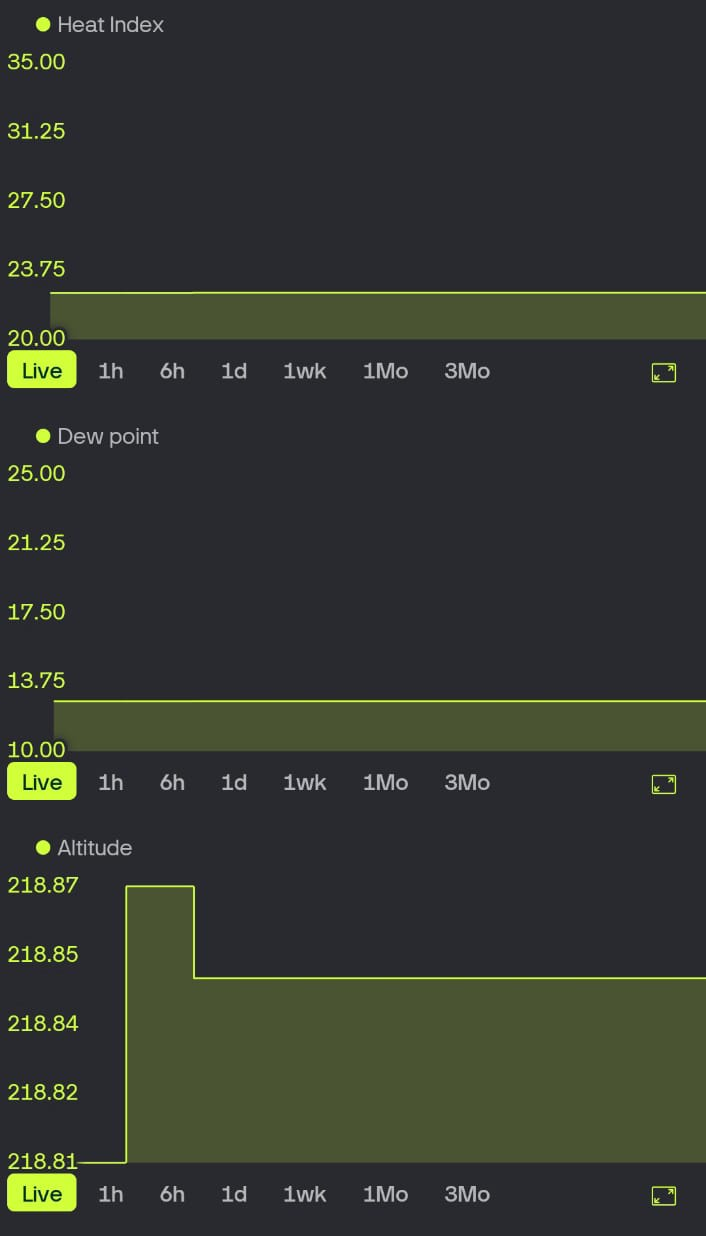 Heat Index
35.00
31.25
27.50
23.75
20.00
Live 1h 6h 1d 1wk 1Mo 3Mo
Dew point
25.00
21.25
17.50
13.75
10.00
Live 1h 6h 1d 1wk 1Mo 3Mo
Altitude
218.87
218.85
218.84
218.82
218.81
Live 1h 6h 1d 1wk 1Mo 3Mo